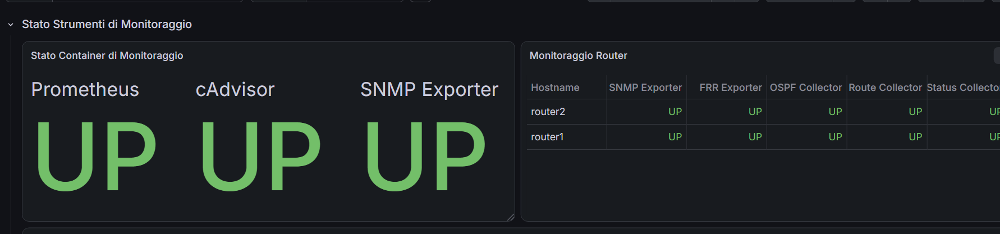 Stato Strumenti di Monitoraggio
Stato Container di Monitoraggio
Prometheus cAdvisor SNMP Exporter
UP UP UP
Monitoraggio Router
Hostname SNMP Exporter FRR Exporter OSPF Collector Route Collector Status Collecto
router2 UP UP UP UP UP
router1 UP UP UP UP UP